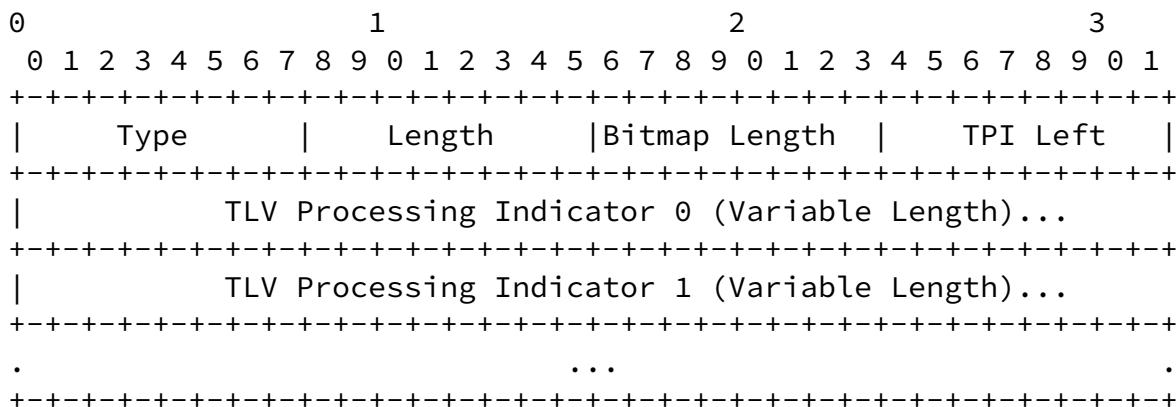 0                   1                   2                   3
 0 1 2 3 4 5 6 7 8 9 0 1 2 3 4 5 6 7 8 9 0 1 2 3 4 5 6 7 8 9 0 1
+-+-+-+-+-+-+-+-+-+-+-+-+-+-+-+-+-+-+-+-+-+-+-+-+-+-+-+-+-+-+-+-+
|     Type      |    Length     |Bitmap Length  |    TPI Left   |
+-+-+-+-+-+-+-+-+-+-+-+-+-+-+-+-+-+-+-+-+-+-+-+-+-+-+-+-+-+-+-+-+
|           TLV Processing Indicator 0 (Variable Length)...
+-+-+-+-+-+-+-+-+-+-+-+-+-+-+-+-+-+-+-+-+-+-+-+-+-+-+-+-+-+-+-+-+
|           TLV Processing Indicator 1 (Variable Length)...
+-+-+-+-+-+-+-+-+-+-+-+-+-+-+-+-+-+-+-+-+-+-+-+-+-+-+-+-+-+-+-+-+
.                              ...                              .
+-+-+-+-+-+-+-+-+-+-+-+-+-+-+-+-+-+-+-+-+-+-+-+-+-+-+-+-+-+-+-+-+